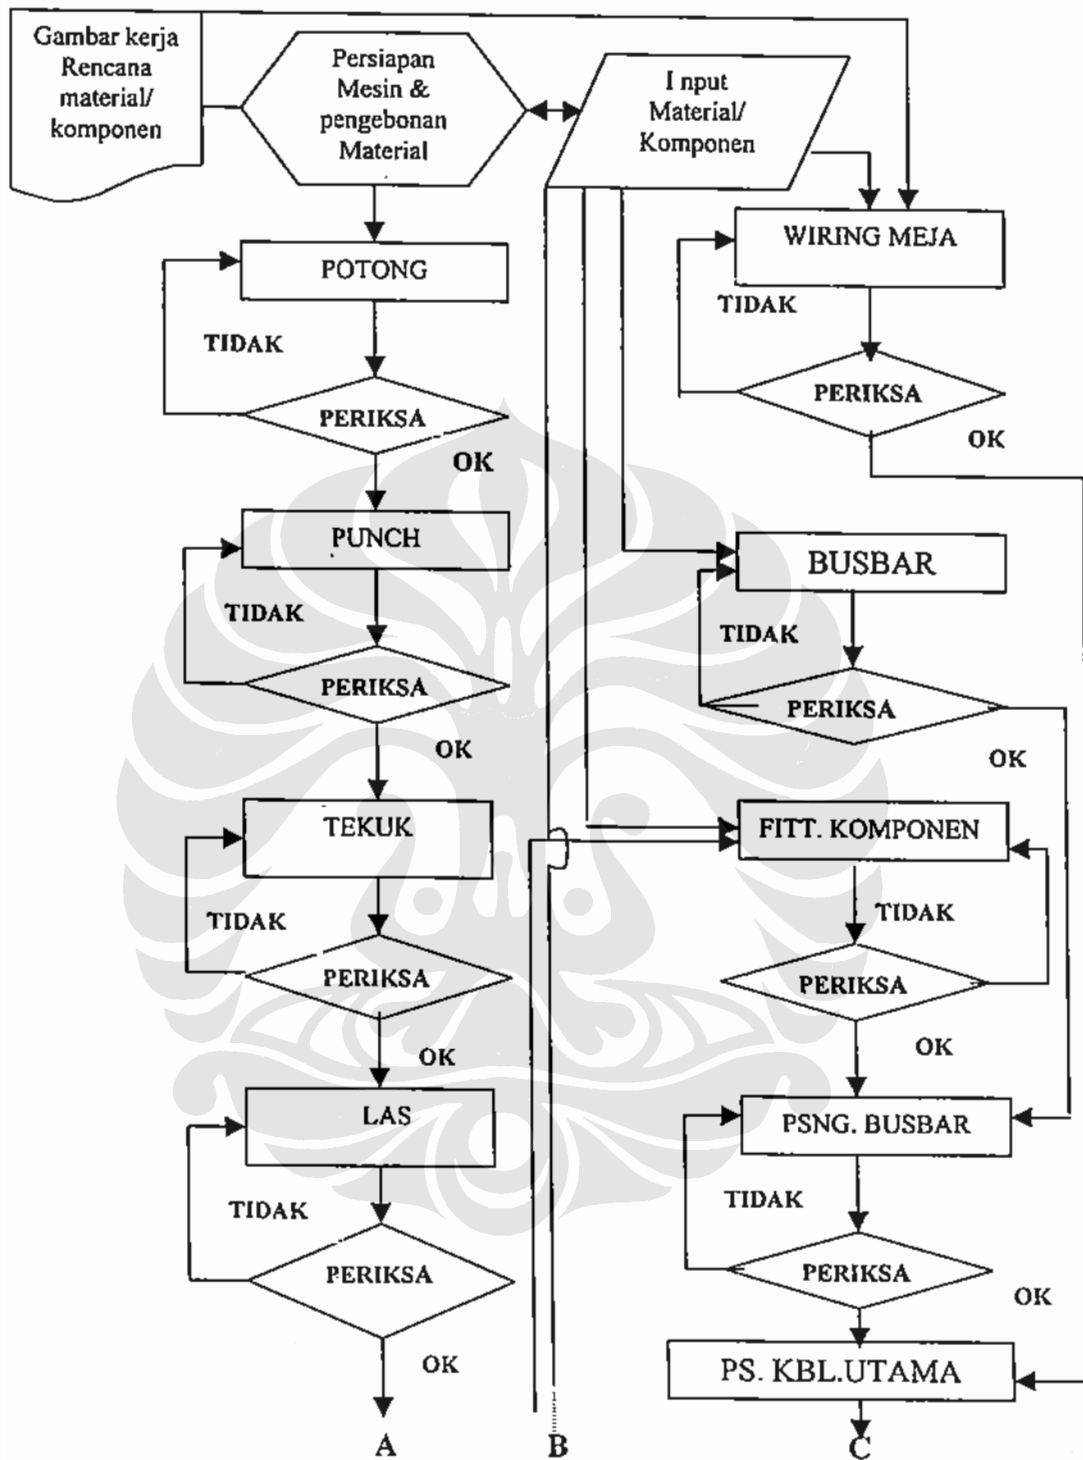 Gambar kerja
Rencana
material/
komponen
Persiapan
Mesin &
pengebonan
Material
I nput
Material/
Komponen
POTONG
TIDAK
PERIKSA
OK
PUNCH
TIDAK
PERIKSA
OK
TEKUK
TIDAK
PERIKSA
OK
LAS
TIDAK
PERIKSA
OK
A
B
WIRING MEJA
TIDAK
PERIKSA
OK
BUSBAR
TIDAK
PERIKSA
OK
FITT. KOMPONEN
TIDAK
PERIKSA
OK
PSNG. BUSBAR
TIDAK
PERIKSA
OK
PS. KBL.UTAMA
C